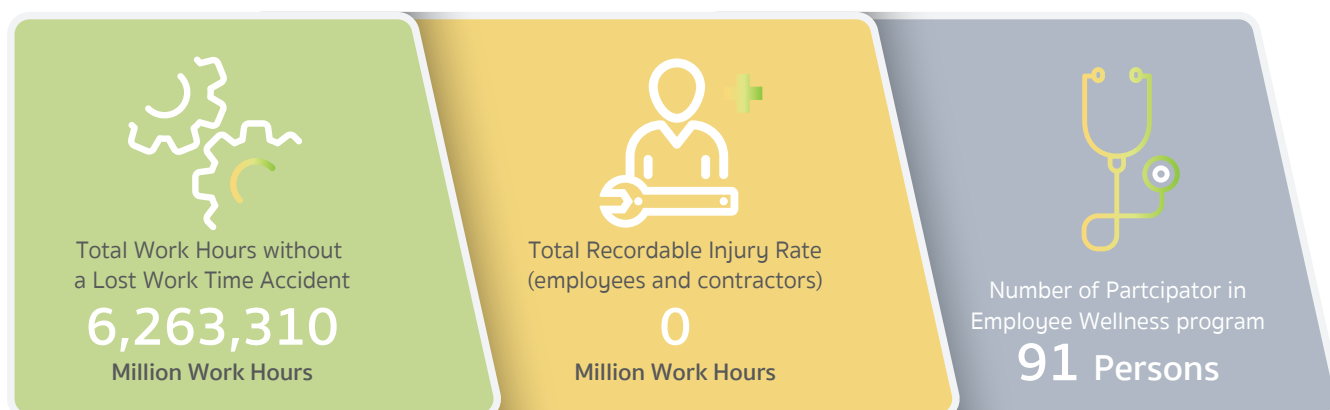 Total Work Hours without
a Lost Work Time Accident
6,263,310
Million Work Hours
Total Recordable Injury Rate
(employees and contractors)
0
Million Work Hours
Number of Partcipator in
Employee Wellness program
91 Persons